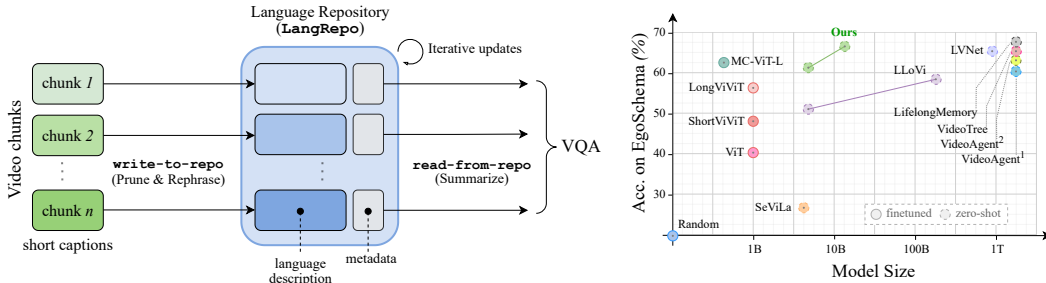 Language Repository
(LangRepo)
Iterative updates
Video chunks
chunk 1
chunk 2
chunk n
short captions
write-to-repo
(Prune & Rephrase)
language
description
metadata
read-from-repo
(Summarize)
VQA
Acc. on EgoSchema (%)
70
60
50
40
30
20
Ours
MC-ViT-L
LVNet
LLoVi
LongViViT
LifelongMemory
ShortViViT
VideoTree
VideoAgent2
ViT
VideoAgent1
SeViLa
Random
finetuned
zero-shot
1B
10B
100B
1T
Model Size